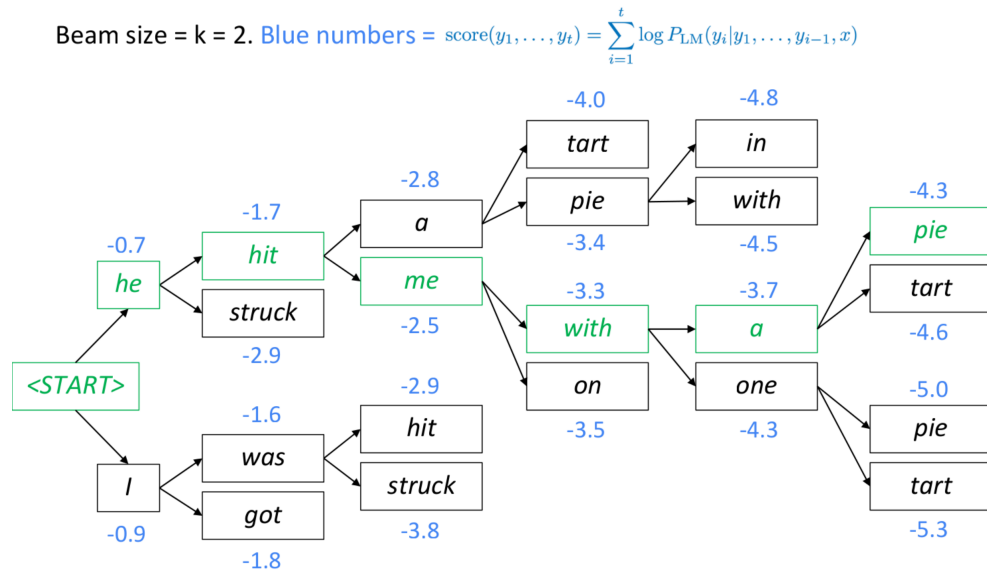 Beam size = k = 2. Blue numbers = score(y₁, . . . , yₜ) = ∑ᵢ₌₁ᵗ log P_LM(yᵢ|y₁, . . . , yᵢ₋₁, x)
-4.0
-4.8
tart
in
-2.8
-4.3
a
pie
with
pie
-1.7
-0.7
hit
-3.4
-4.5
he
me
-3.3
-3.7
tart
struck
-2.5
with
a
-4.6
-2.9
<START>
-2.9
on
one
-5.0
-1.6
hit
-3.5
-4.3
pie
was
I
struck
tart
got
-0.9
-3.8
-5.3
-1.8